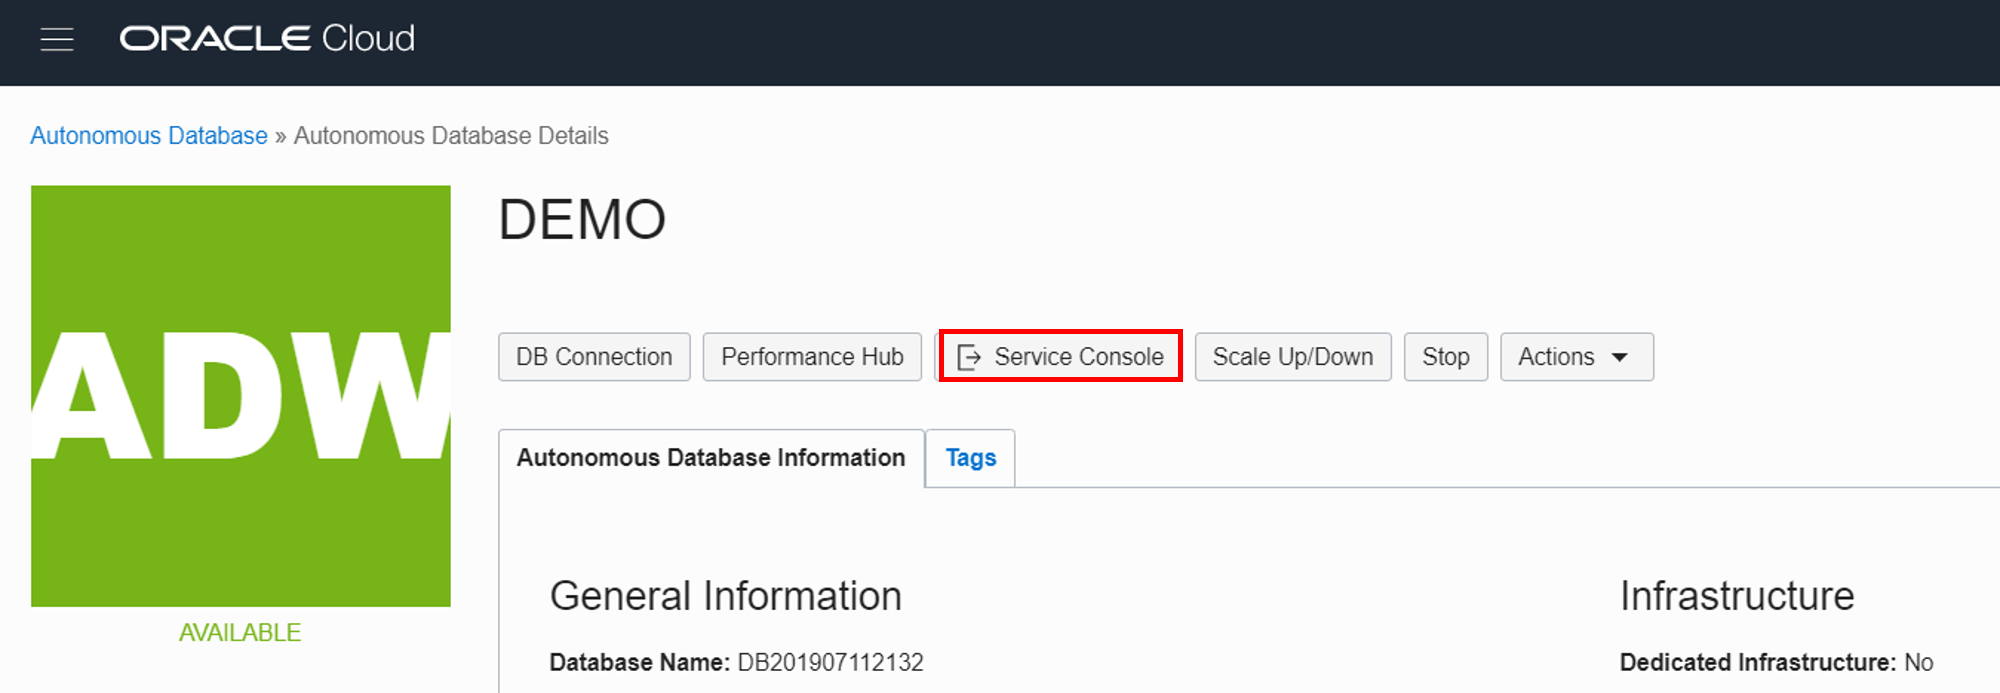 ORACLE Cloud
Autonomous Database » Autonomous Database Details
ADW
AVAILABLE
DEMO
DB Connection Performance Hub Service Console Scale Up/Down Stop Actions
Autonomous Database Information Tags
General Information
Database Name: DB201907112132
Infrastructure
Dedicated Infrastructure: No